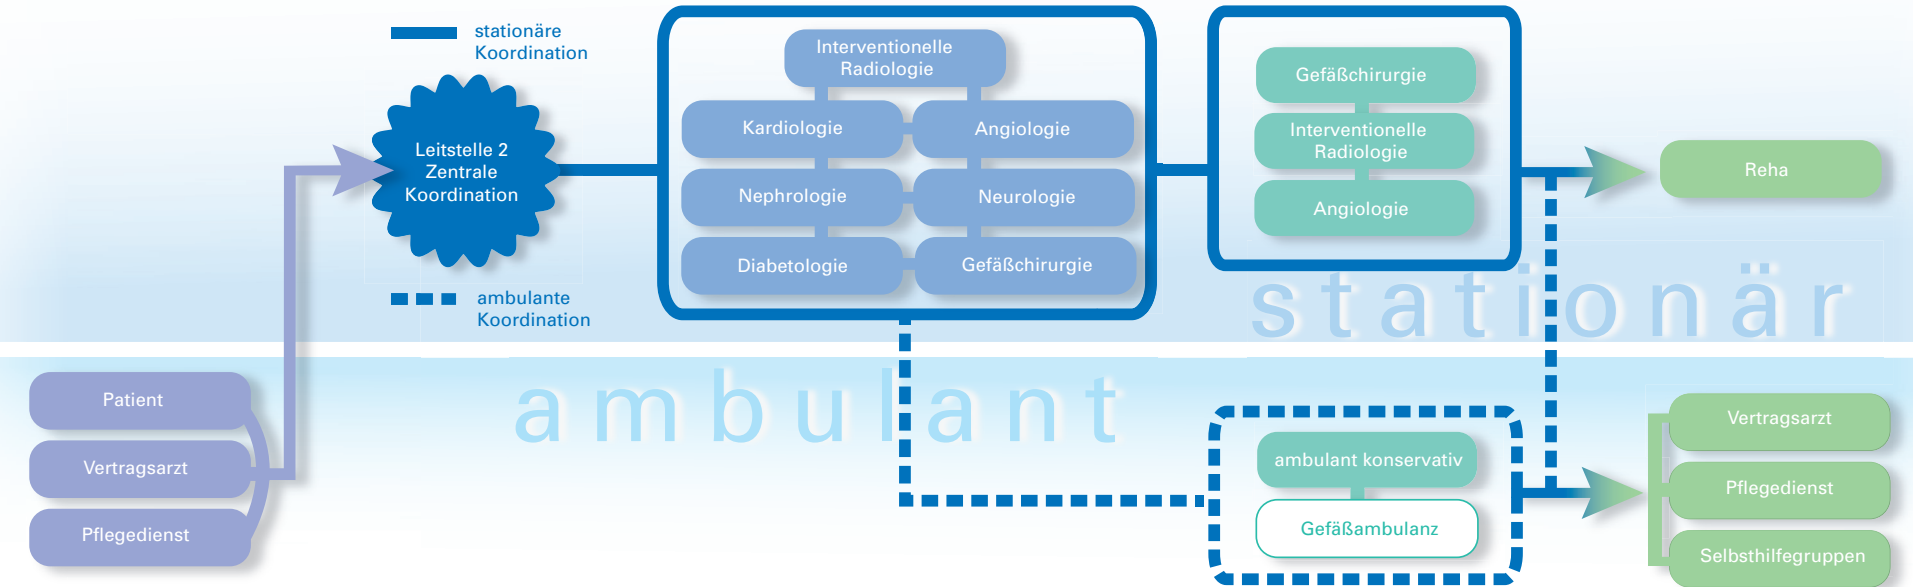 stationäre
Koordination
Leitstelle 2
Zentrale
Koordination
ambulante
Koordination
Interventionelle
Radiologie
Kardiologie
Angiologie
Nephrologie
Neurologie
Diabetologie
Gefäßchirurgie
Gefäßchirurgie
Interventionelle
Radiologie
Angiologie
Reha
stationär
ambulant
Patient
Vertragsarzt
Pflegedienst
ambulant konservativ
Gefäßambulanz
Vertragsarzt
Pflegedienst
Selbsthilfegruppen